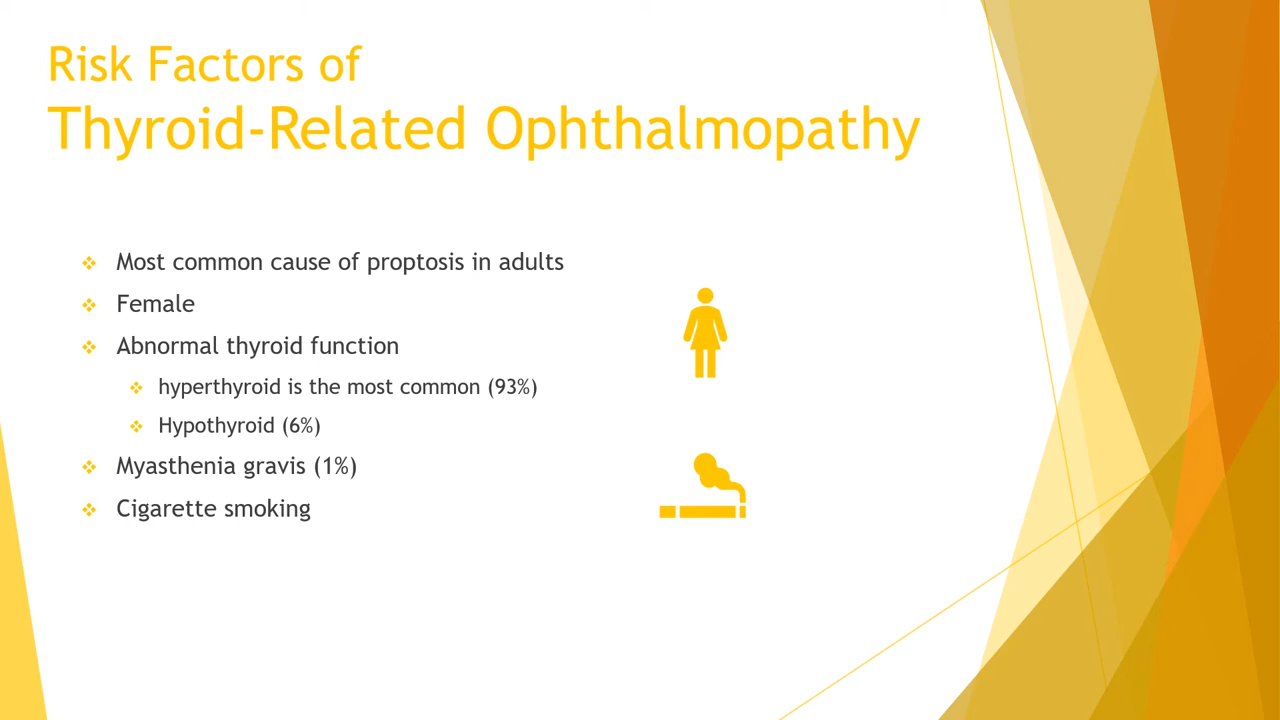 Risk Factors of
Thyroid-Related Ophthalmopathy
Most common cause of proptosis in adults
Female
Abnormal thyroid function
hyperthyroid is the most common (93%)
Hypothyroid (6%)
Myasthenia gravis (1%)
Cigarette smoking